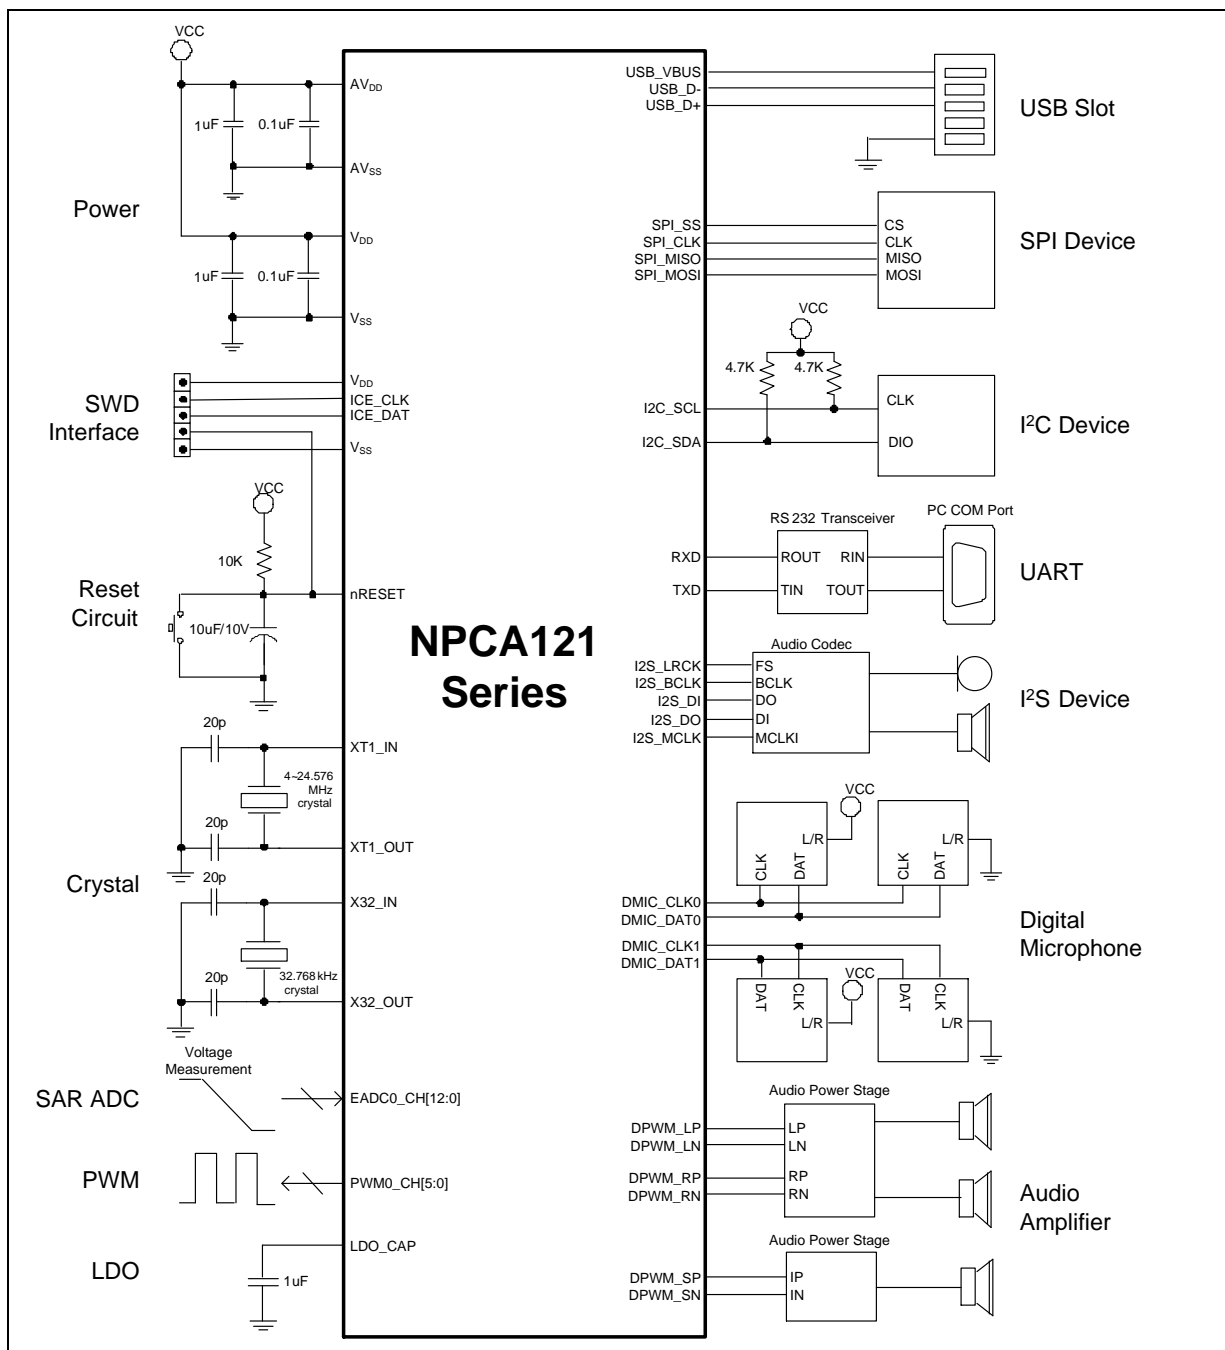 VCC
AVDD
1uF
0.1uF
AVSS
Power
VDD
1uF
0.1uF
VSS
SWD
Interface
VDD
ICE_CLK
ICE_DAT
VSS
VCC
10K
Reset
Circuit
nRESET
10uF/10V
20p
XT1_IN
4~24.576
MHz
crystal
20p
XT1_OUT
Crystal
20p
X32_IN
32.768kHz
crystal
20p
X32_OUT
Voltage
Measurement
SAR ADC
EADC0_CH[12:0]
PWM
PWM0_CH[5:0]
LDO
LDO_CAP
1uF
NPCA121
Series
USB_VBUS
USB_D-
USB_D+
USB Slot
SPI_SS
SPI_CLK
SPI_MISO
SPI_MOSI
CS
CLK
MISO
MOSI
SPI Device
VCC
4.7K
4.7K
I2C_SCL
I2C_SDA
CLK
DIO
I2C Device
RS232 Transceiver
PC COM Port
RXD
TXD
ROUT
RIN
TIN
TOUT
UART
Audio Codec
I2S_LRCK
I2S_BCLK
I2S_DI
I2S_DO
I2S_MCLK
FS
BCLK
DO
DI
MCLKI
I2S Device
VCC
L/R
CLK
DAT
L/R
CLK
DAT
DMIC_CLK0
DMIC_DAT0
DMIC_CLK1
DMIC_DAT1
Digital
Microphone
VCC
DAT
CLK
L/R
DAT
CLK
L/R
Audio Power Stage
DPWM_LP
DPWM_LN
DPWM_RP
DPWM_RN
LP
LN
RP
RN
Audio
Amplifier
Audio Power Stage
DPWM_SP
DPWM_SN
IP
IN